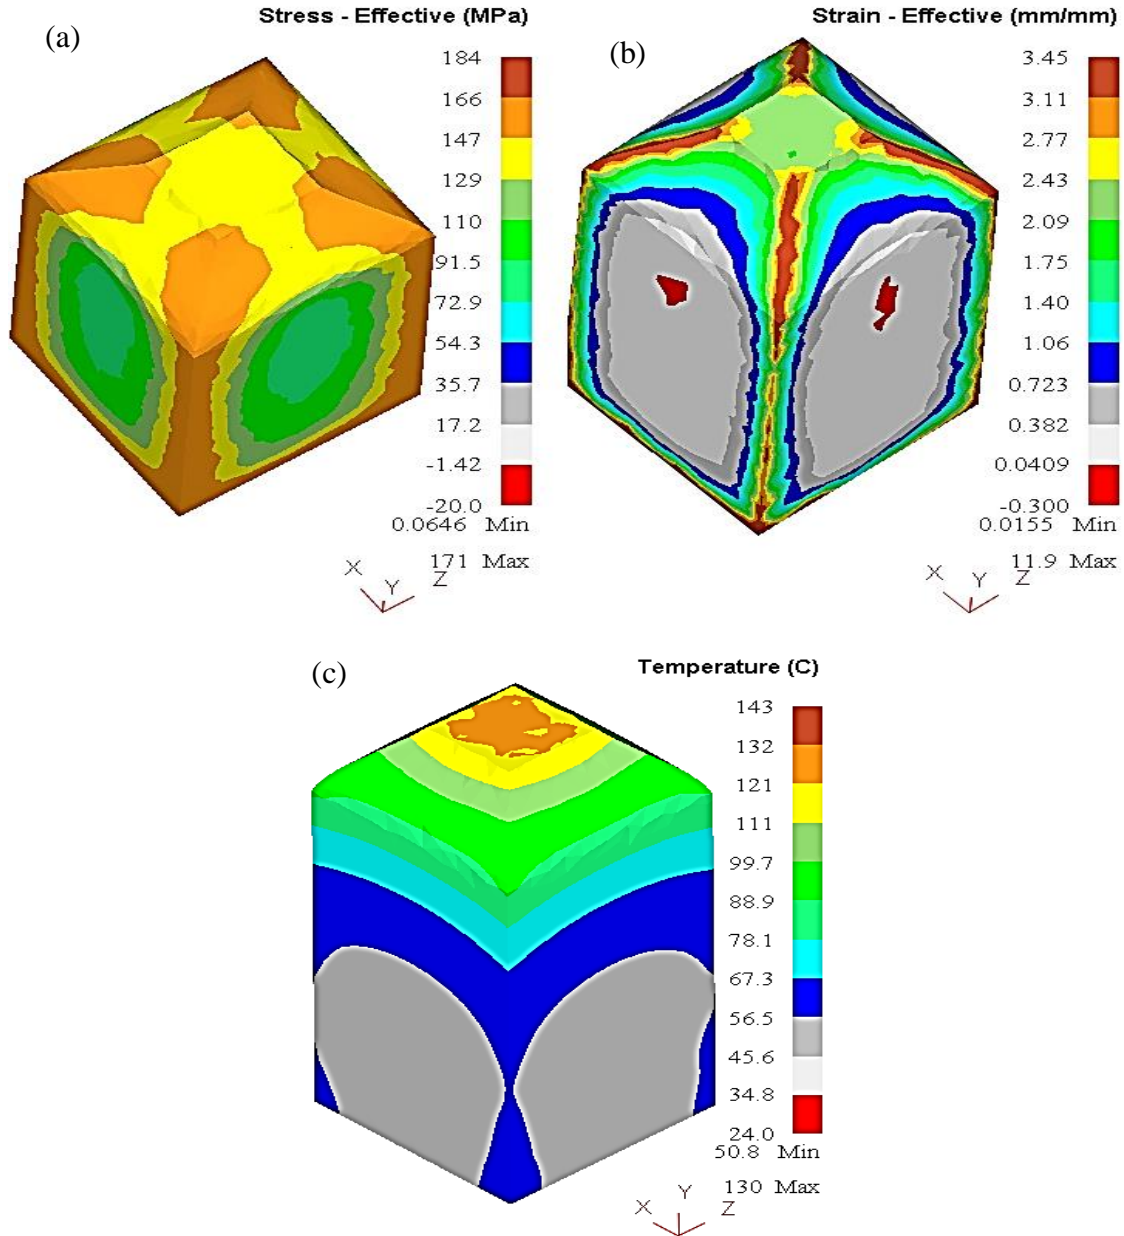 (a)
Stress - Effective (MPa)
184
166
147
129
110
91.5
72.9
54.3
35.7
17.2
-1.42
-20.0
0.0646 Min
171 Max
X Y Z
(b)
Strain - Effective (mm/mm)
3.45
3.11
2.77
2.43
2.09
1.75
1.40
1.06
0.723
0.382
0.0409
-0.300
0.0155 Min
11.9 Max
X Y Z
(c)
Temperature (C)
143
132
121
111
99.7
88.9
78.1
67.3
56.5
45.6
34.8
24.0
50.8 Min
130 Max
X Y Z